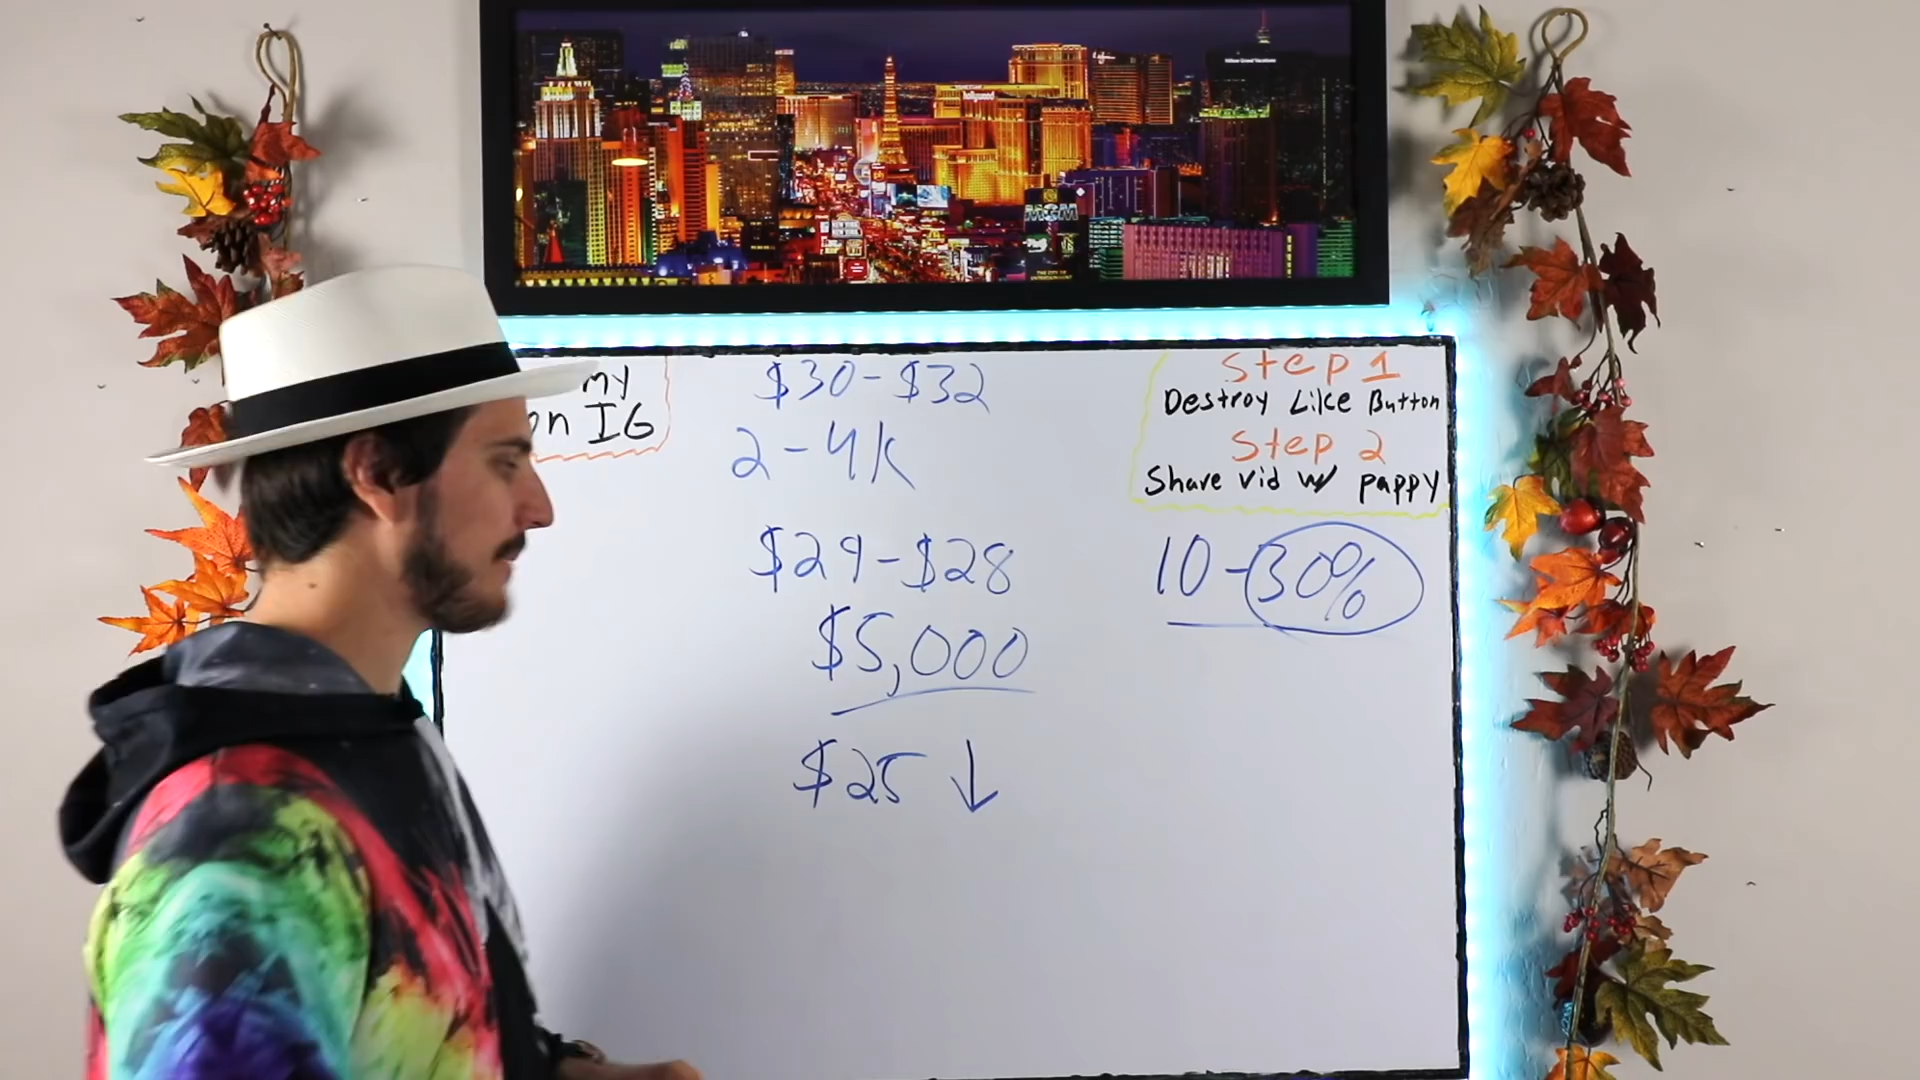 my
on IG
$30-$32
2-4K
$29-$28
$5,000
$25 ↓
Step 1
Destroy Like Button
Step 2
Share vid w/ pappy
10-30%
MGM